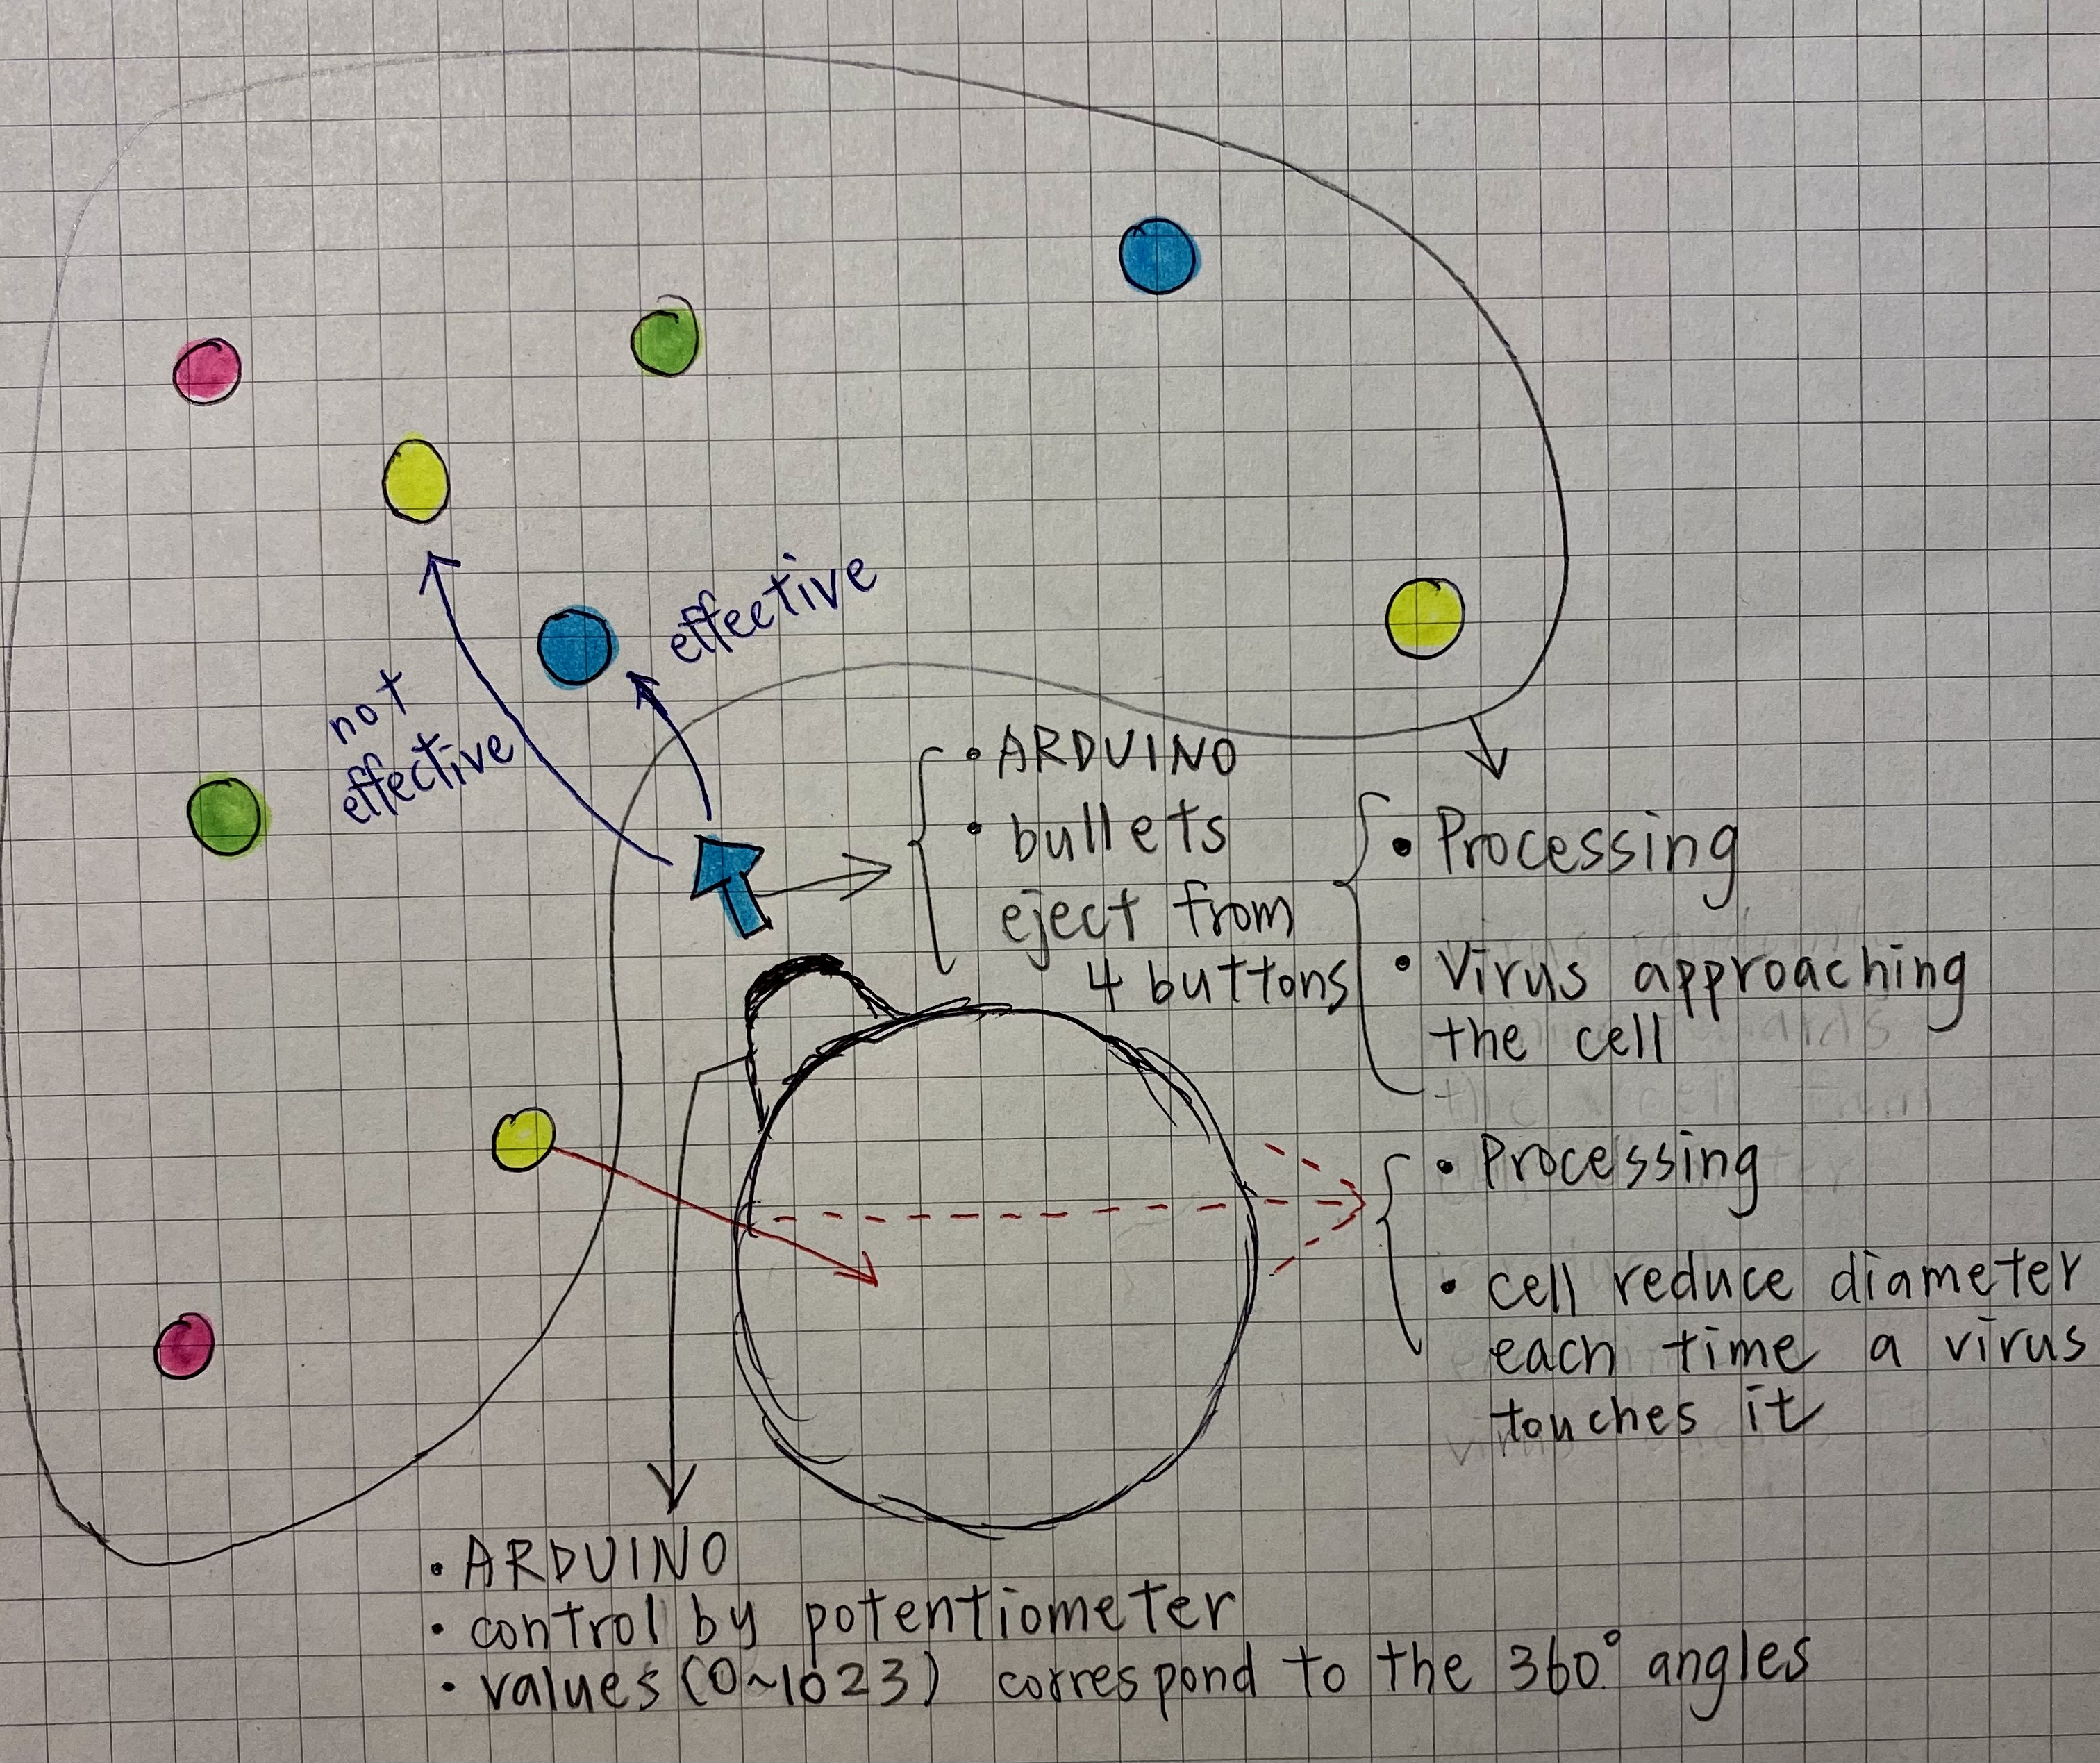 effective
not
effective
• ARDUINO
• bullets
eject from
4 buttons
• Processing
• Virus approaching
the cell
• Processing
• cell reduce diameter
each time a virus
touches it
• ARDUINO
• control by potentiometer
• values (0~1023) correspond to the 360° angles